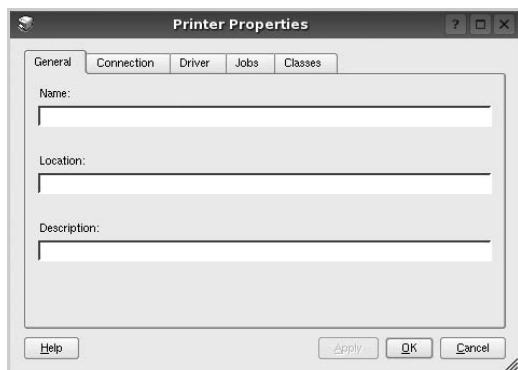 Printer Properties
?
General Connection Driver Jobs Classes
Name:
Location:
Description:
Help Apply OK Cancel